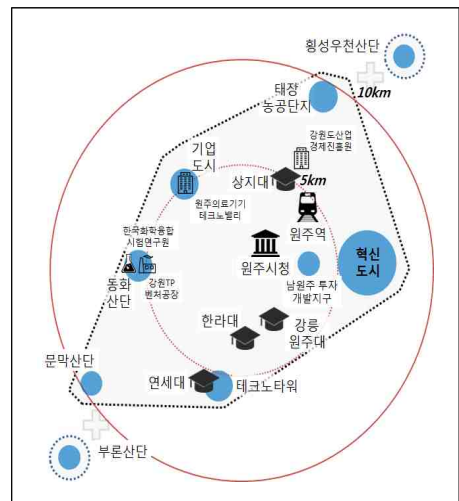 횡성우천산단
10km
태장
농공단지
강원도산업
경제진흥원
기업
도시
상지대
5km
원주의료기기
테크노밸리
원주역
한국화학융합
시험연구원
원주시청
혁신
도시
동화
산단
강원TP
벤처공장
남원주 투자
개발지구
한라대
강릉
원주대
문막산단
연세대
테크노타워
부론산단